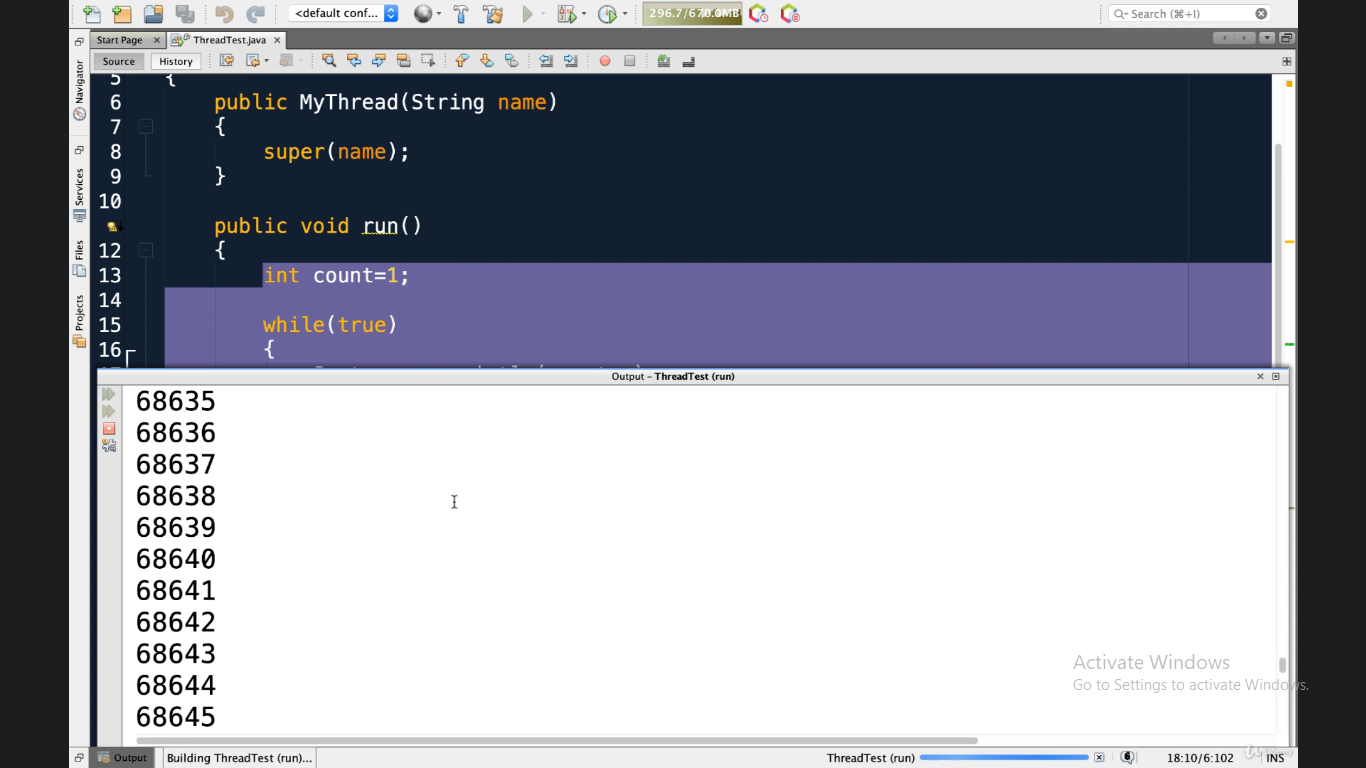 <default conf...
296.7/670.0MB
Search (⌘+I)
Start Page
ThreadTest.java
Source
History
Navigator
Services
Files
Projects
5 {
6 public MyThread(String name)
7 {
8 super(name);
9 }
10
public void run()
12 {
13 int count=1;
14
15 while(true)
16 {
Output - ThreadTest (run)
68635
68636
68637
68638
68639
68640
68641
68642
68643
68644
68645
Activate Windows
Go to Settings to activate Windows.
Output
Building ThreadTest (run)...
ThreadTest (run)
6
18:10/6:102
INS